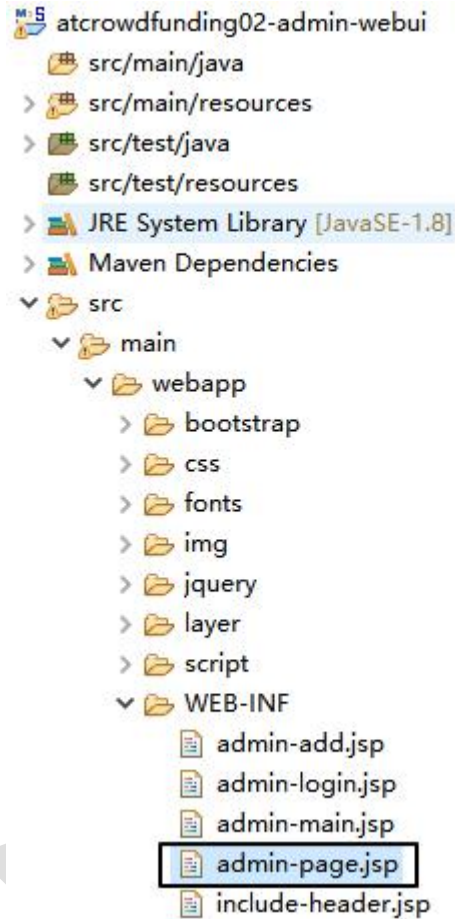 atcrowdfunding02-admin-webui
src/main/java
src/main/resources
src/test/java
src/test/resources
JRE System Library [JavaSE-1.8]
Maven Dependencies
src
main
webapp
bootstrap
css
fonts
img
jquery
layer
script
WEB-INF
admin-add.jsp
admin-login.jsp
admin-main.jsp
admin-page.jsp
include-header.jsp